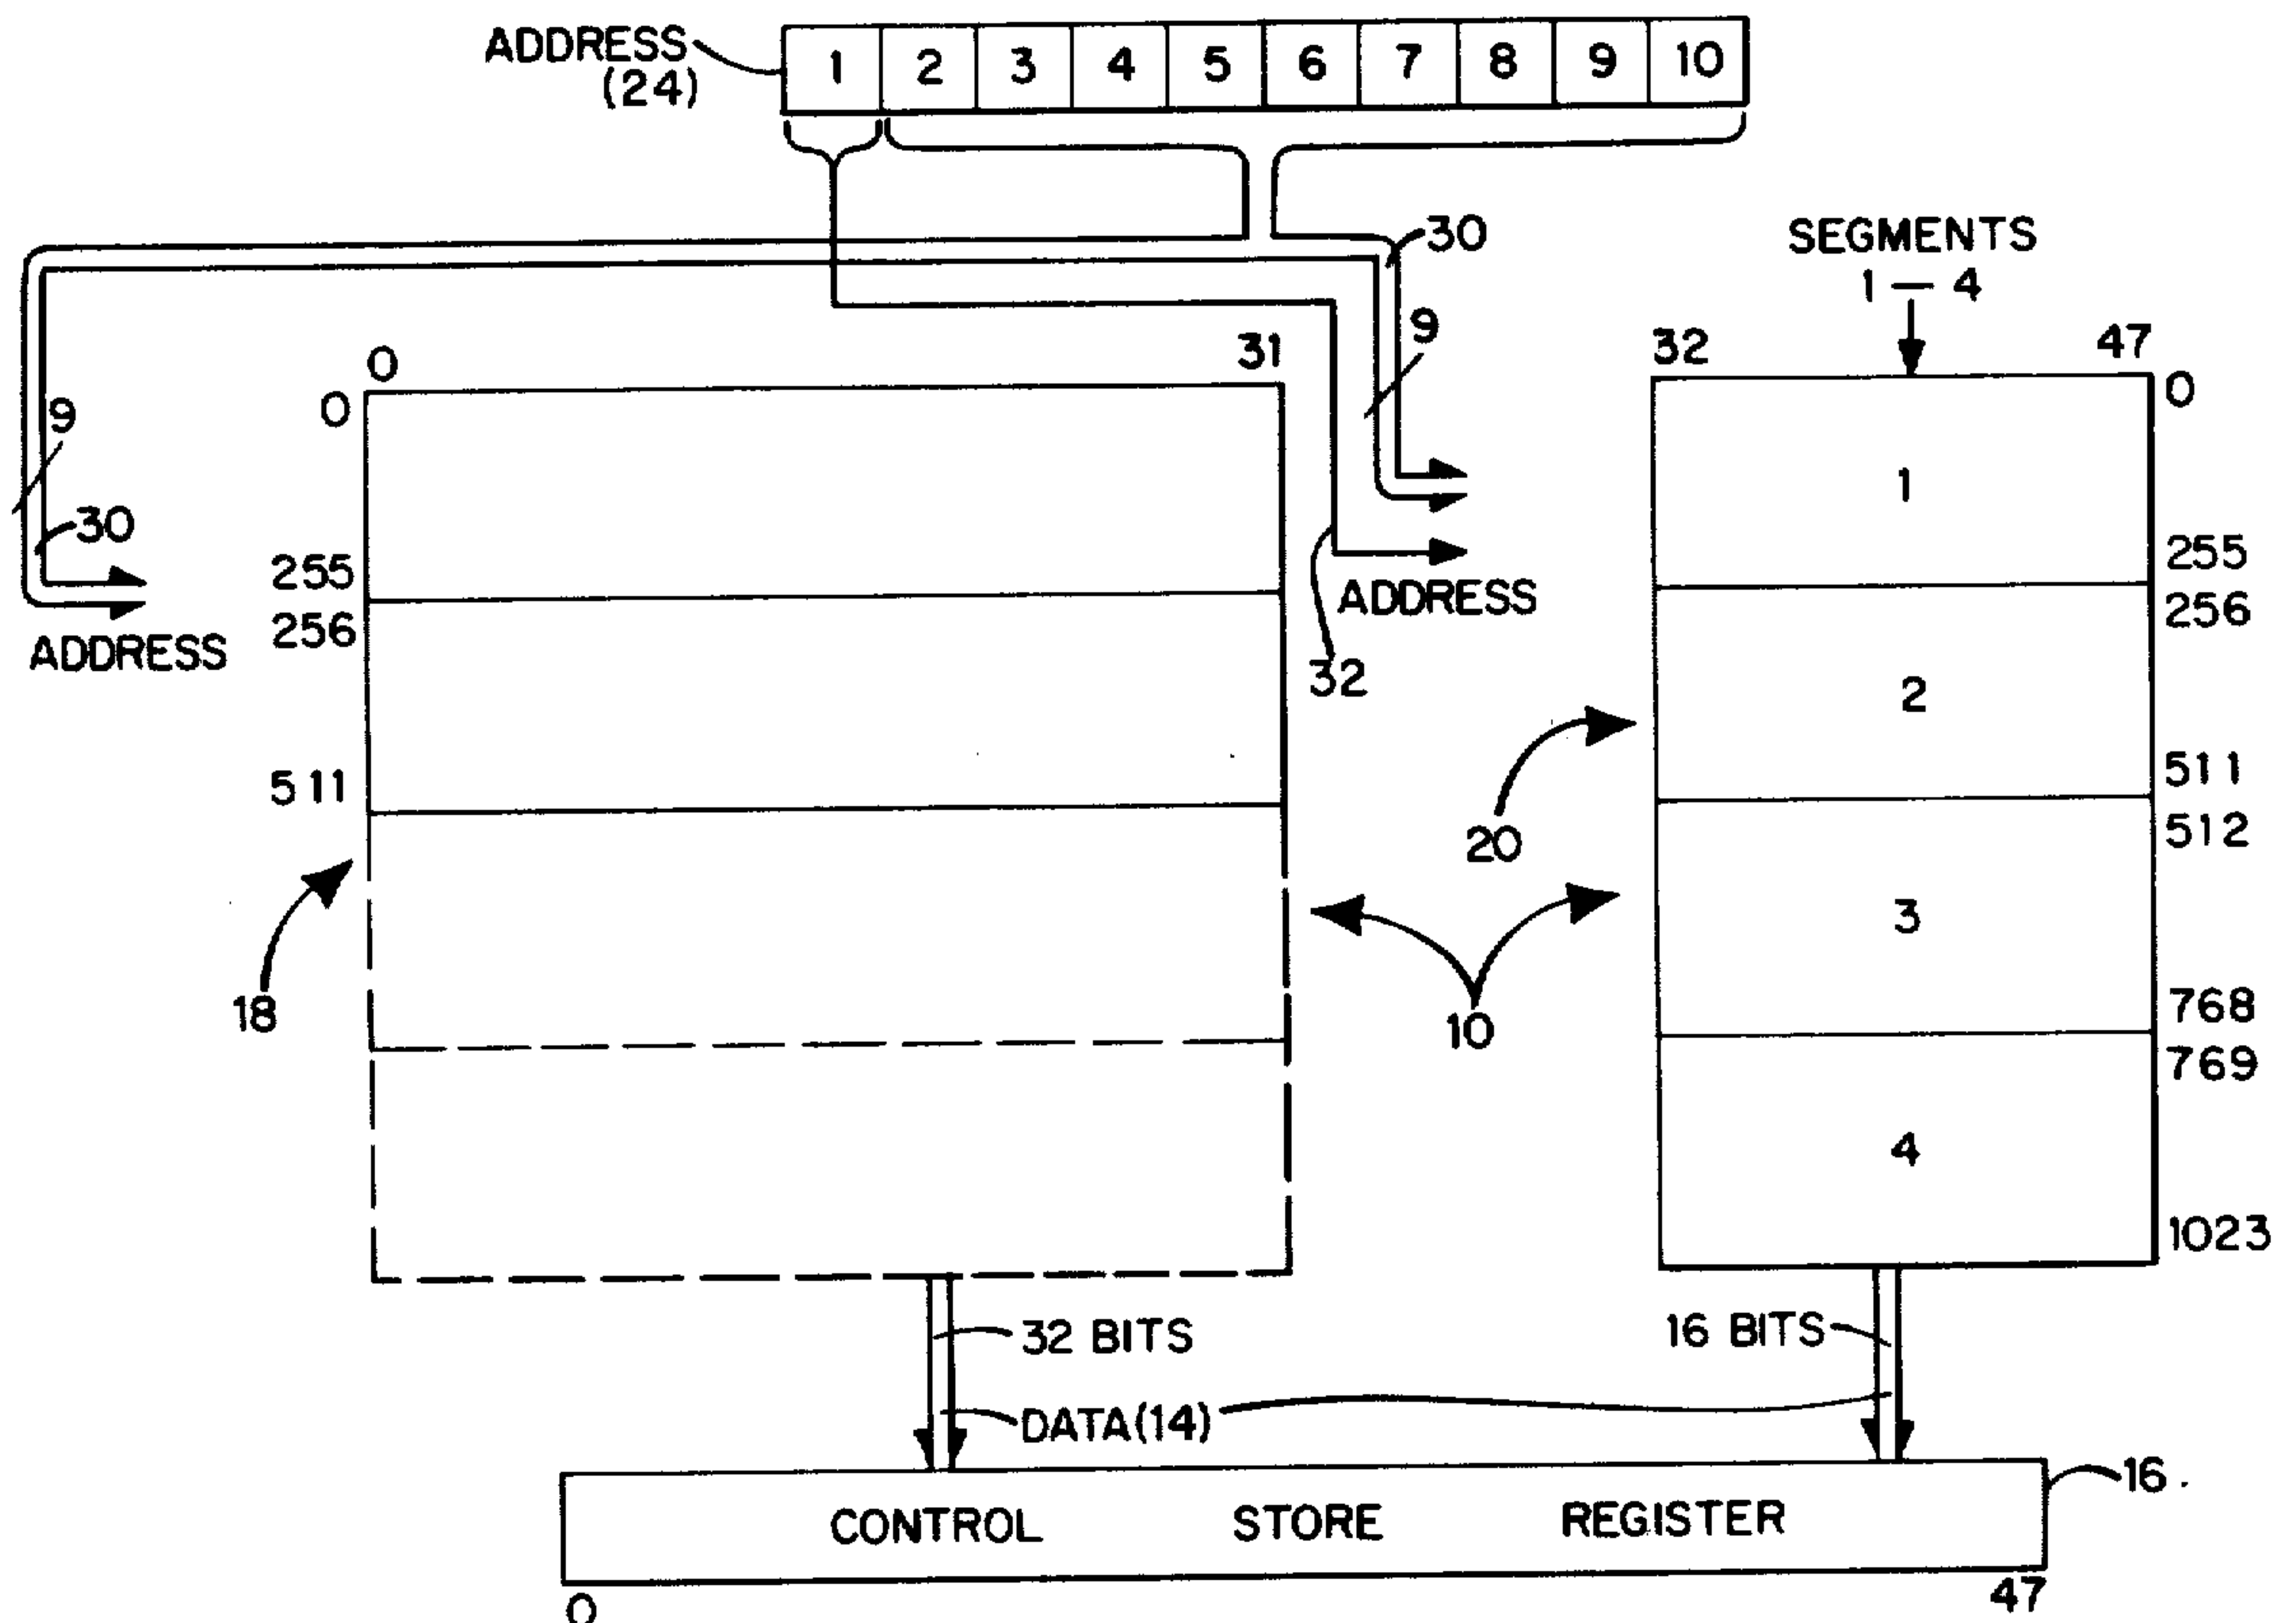 ADDRESS
(24)
1 2 3 4 5 6 7 8 9 10
30
SEGMENTS
1 — 4
9
0 31
32 47
0
0
9
1
30
255
255
ADDRESS
256
256
ADDRESS
32
2
511
511
20
512
18
3
10
768
769
4
1023
32 BITS
16 BITS
DATA(14)
16
CONTROL STORE REGISTER
0 47